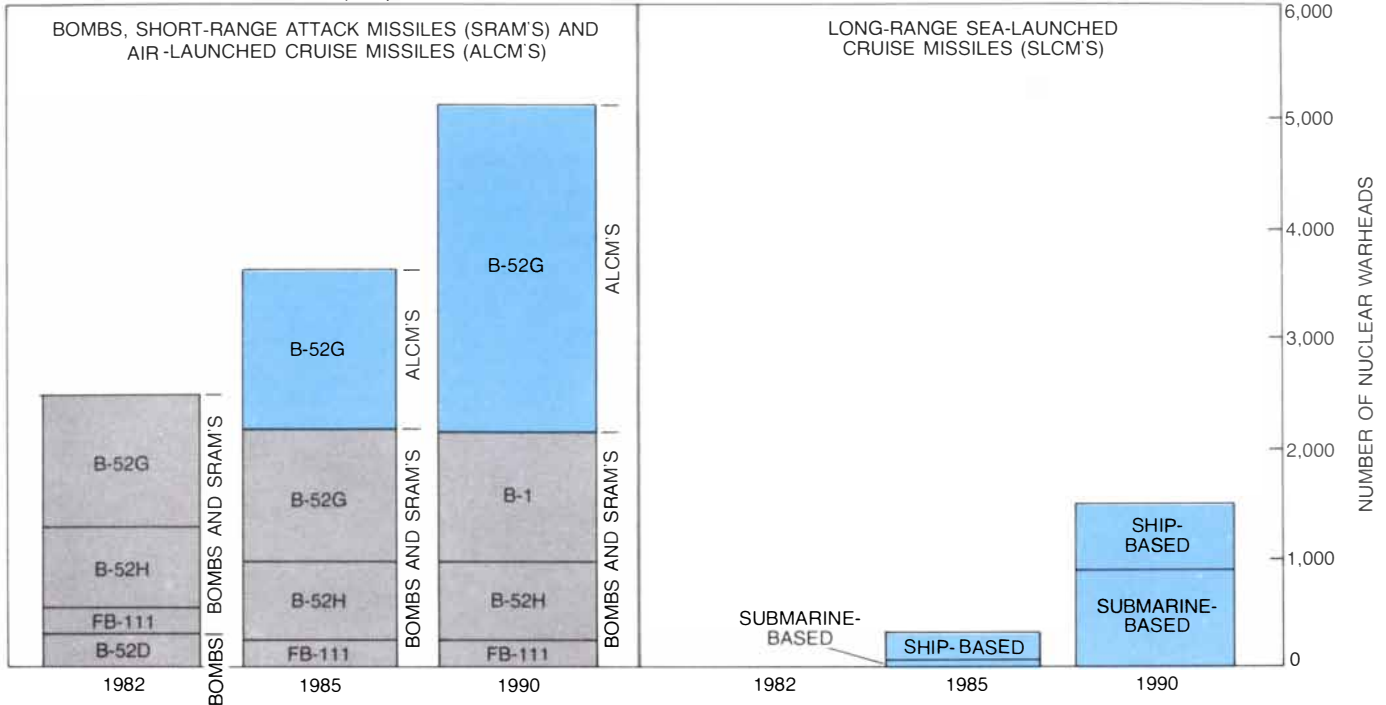 BOMBS, SHORT-RANGE ATTACK MISSILES (SRAM'S) AND
AIR-LAUNCHED CRUISE MISSILES (ALCM'S)
B-52G
B-52H
FB-111
B-52D
BOMBS AND SRAM'S
BOMBS
1982
B-52G
B-52G
B-52H
FB-111
ALCM'S
BOMBS AND SRAM'S
1985
B-52G
B-1
B-52H
FB-111
ALCM'S
BOMBS AND SRAM'S
1990
LONG-RANGE SEA-LAUNCHED
CRUISE MISSILES (SLCM'S)
1982
SUBMARINE-
BASED
SHIP-BASED
1985
SHIP-
BASED
SUBMARINE-
BASED
1990
6,000
5,000
4,000
3,000
2,000
1,000
0
NUMBER OF NUCLEAR WARHEADS